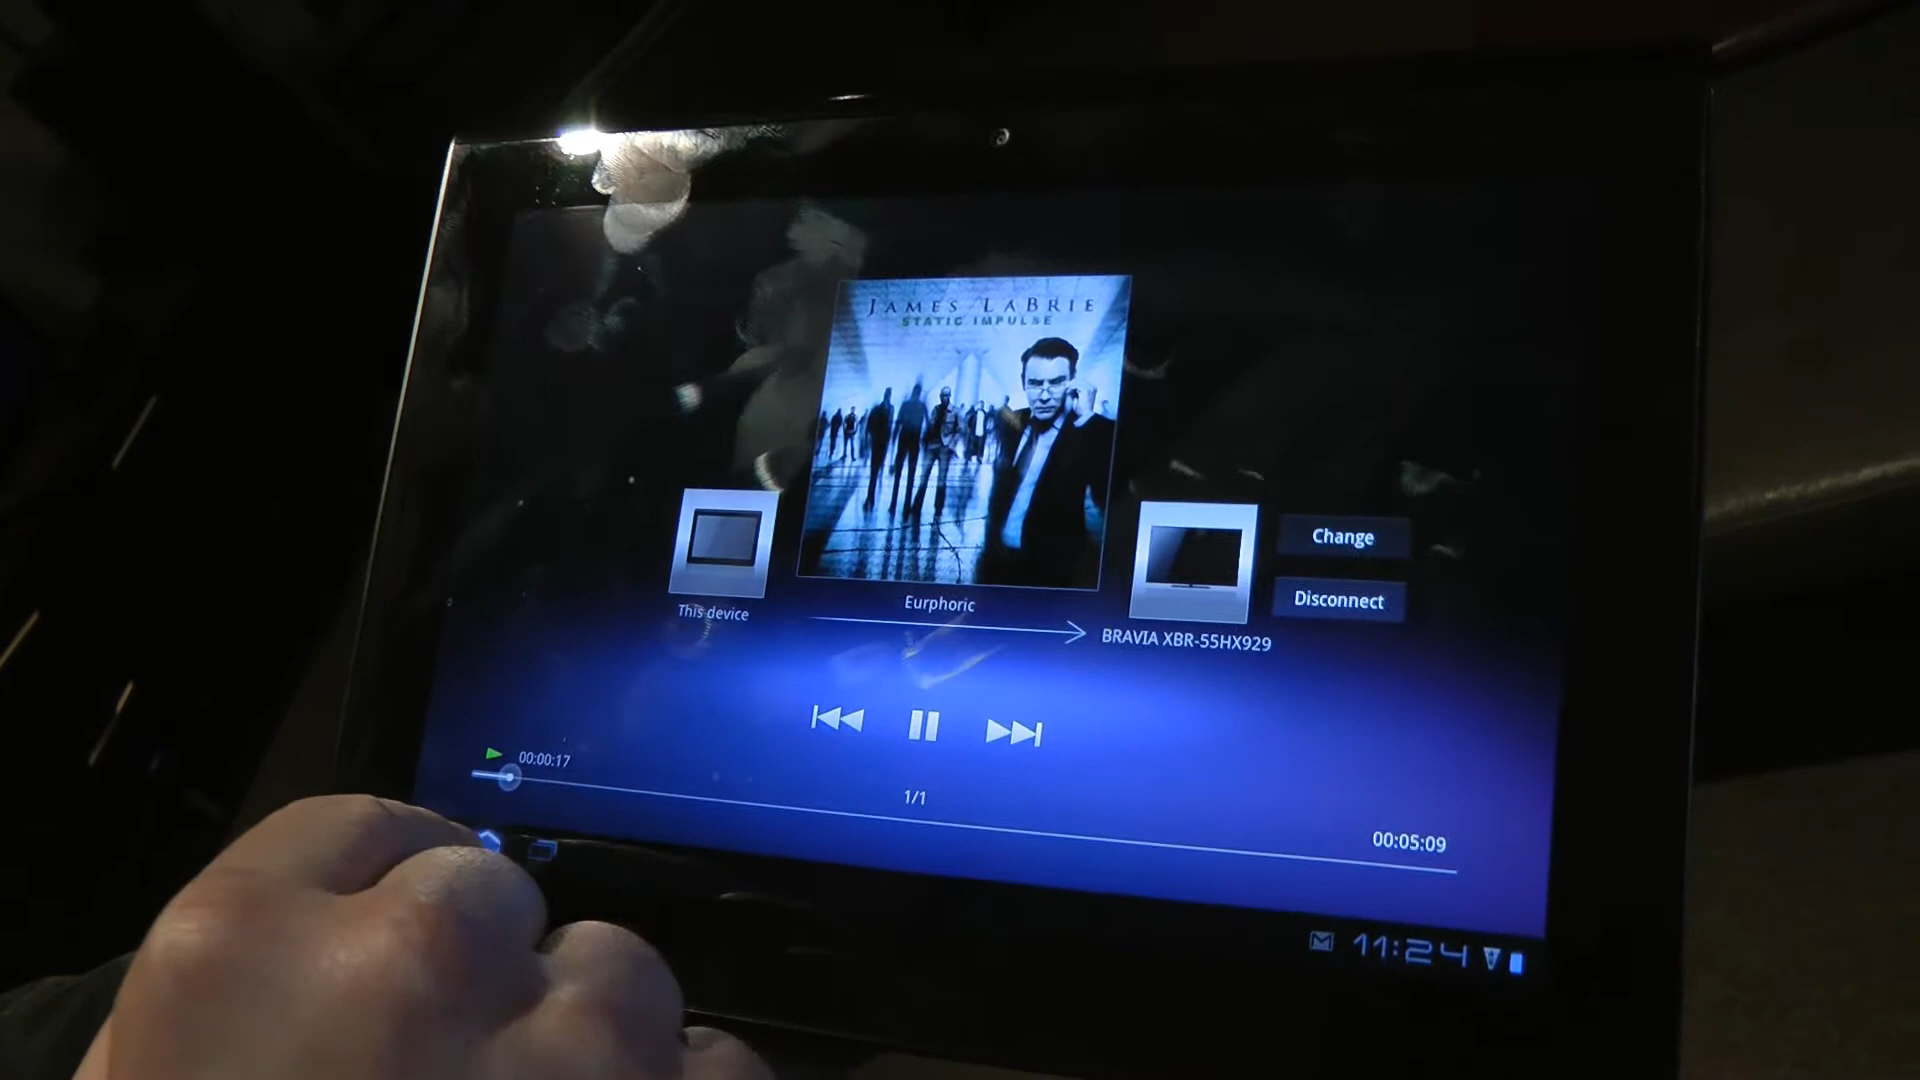 JAMES LABRIE
STATIC IMPULSE
Change
Disconnect
This device
Eurphoric
BRAVIA XBR-55HX929
00:00:17
1/1
00:05:09
11:24